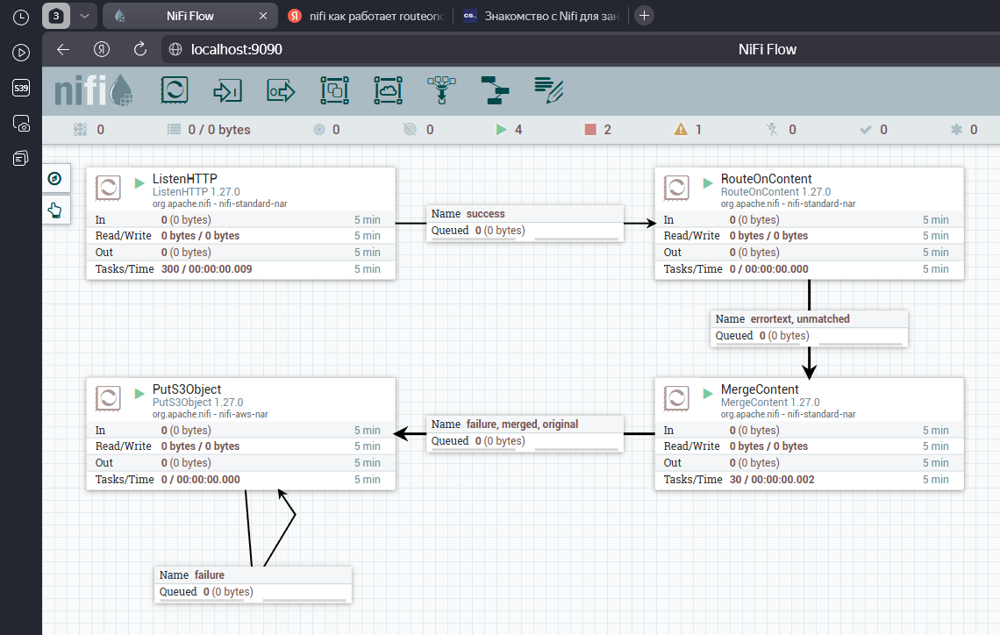 3
NiFi Flow
nifi как работает routeonc
CS_
Знакомство с Nifi для зан
localhost:9090
NiFi Flow
539
nifi
0
0 / 0 bytes
0
0
4
2
1
0
0
0
ListenHTTP
ListenHTTP 1.27.0
org.apache.nifi - nifi-standard-nar
In 0 (0 bytes) 5 min
Read/Write 0 bytes / 0 bytes 5 min
Out 0 (0 bytes) 5 min
Tasks/Time 300 / 00:00:00.009 5 min
Name success
Queued 0 (0 bytes)
RouteOnContent
RouteOnContent 1.27.0
org.apache.nifi - nifi-standard-nar
In 0 (0 bytes) 5 min
Read/Write 0 bytes / 0 bytes 5 min
Out 0 (0 bytes) 5 min
Tasks/Time 0 / 00:00:00.000 5 min
Name errortext, unmatched
Queued 0 (0 bytes)
PutS3Object
PutS3Object 1.27.0
org.apache.nifi - nifi-aws-nar
In 0 (0 bytes) 5 min
Read/Write 0 bytes / 0 bytes 5 min
Out 0 (0 bytes) 5 min
Tasks/Time 0 / 00:00:00.000 5 min
Name failure, merged, original
Queued 0 (0 bytes)
MergeContent
MergeContent 1.27.0
org.apache.nifi - nifi-standard-nar
In 0 (0 bytes) 5 min
Read/Write 0 bytes / 0 bytes 5 min
Out 0 (0 bytes) 5 min
Tasks/Time 30 / 00:00:00.002 5 min
Name failure
Queued 0 (0 bytes)